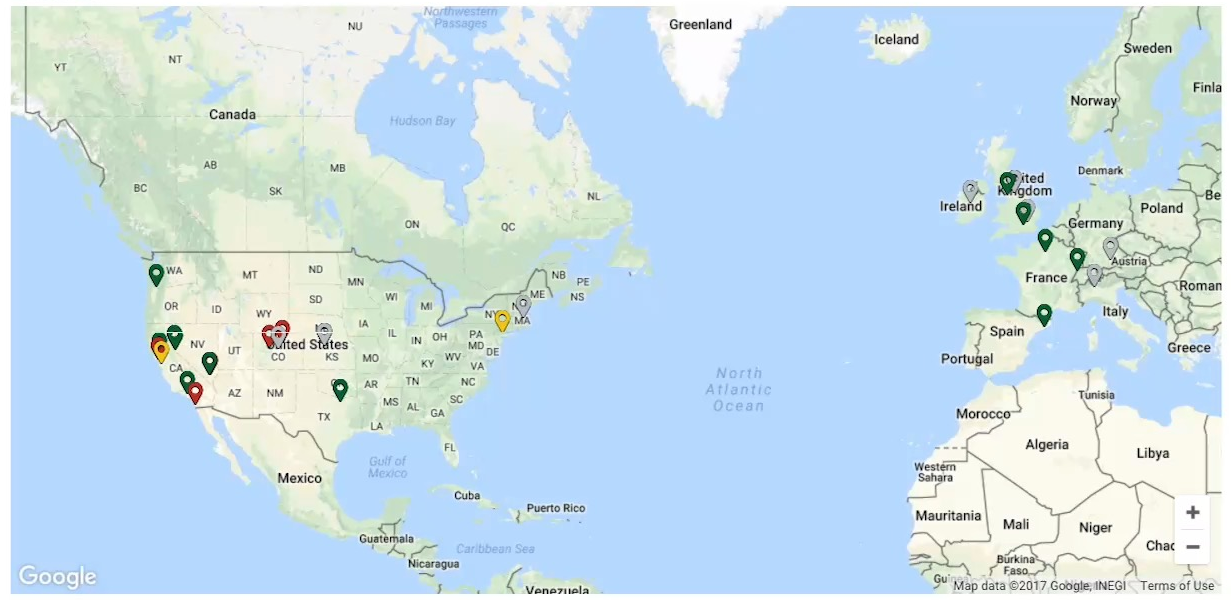 Northwestern
Passages
Greenland
NU
Iceland
Sweden
NT
YT
Finla
Norway
Canada
Hudson Bay
AB
MB
Denmark
United
Kingdom
BC
SK
NL
Ireland
Poland
Be
ON
QC
Germany
Austria
WA
MT
ND
NB
PE
France
MN
ME
NS
Roman
OR
ID
SD
WI
MI
WY
NY
MA
Italy
IA
Spain
NV
United States
IL
IN
OH
PA
MD
DE
Greece
UT
CO
KS
MO
KY
WV
VA
Portugal
CA
North
Atlantic
Ocean
AZ
NM
AR
TN
NC
Tunisia
MS
AL
GA
SC
TX
Morocco
LA
FL
Algeria
Libya
Gulf of
Mexico
Western
Sahara
Mexico
Cuba
Puerto Rico
Mauritania
Mali
Niger
Chad
Guatemala
Caribbean Sea
Nicaragua
Burkina
Faso
Venezuela
Google
Map data ©2017 Google, INEGI Terms of Use